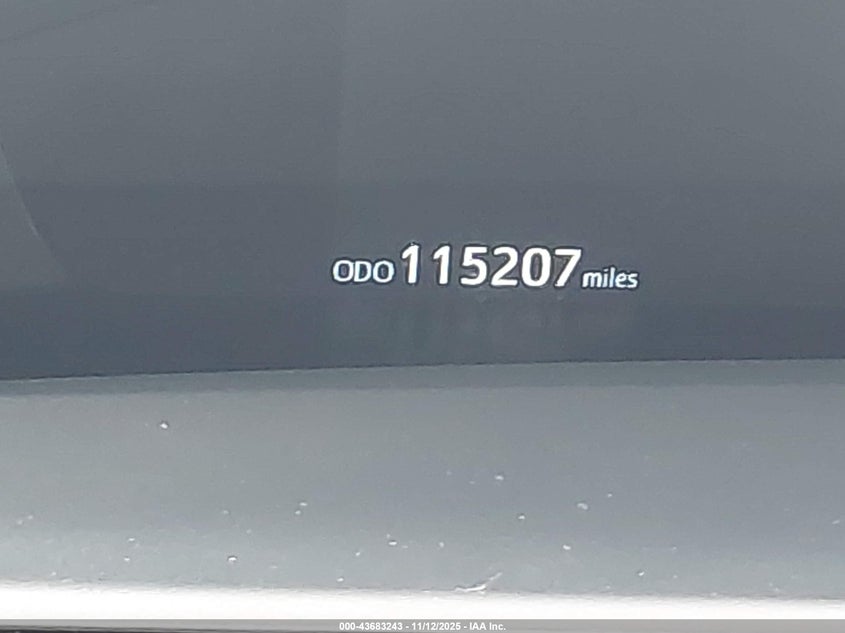 ODO 115207 miles
000-43683243 - 11/12/2025 - IAA Inc.